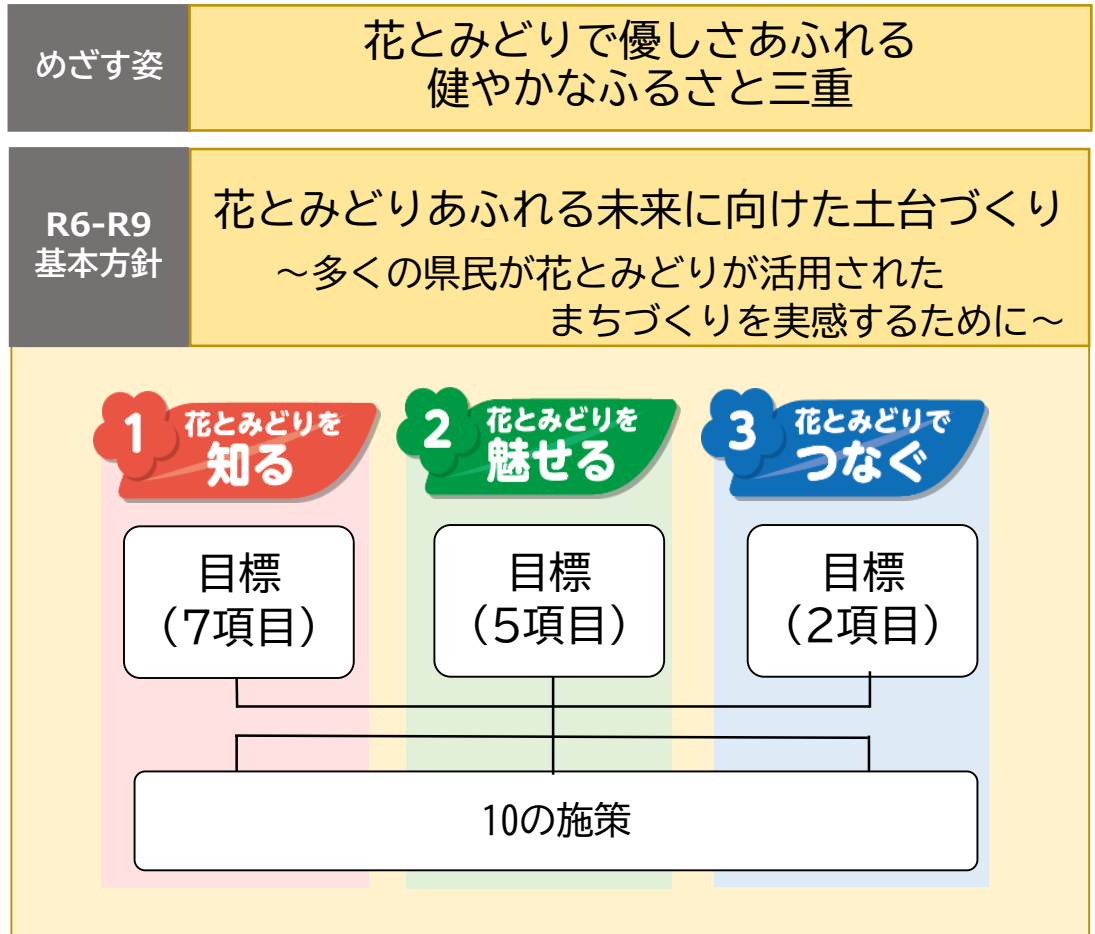 めざす姿
花とみどりで優しさあふれる
健やかなふるさと三重
R6-R9
基本方針
花とみどりあふれる未来に向けた土台づくり
～多くの県民が花とみどりが活用された
まちづくりを実感するために～
1 花とみどりを
知る
2 花とみどりを
魅せる
3 花とみどりで
つなぐ
目標
（7項目）
目標
（5項目）
目標
（2項目）
10の施策